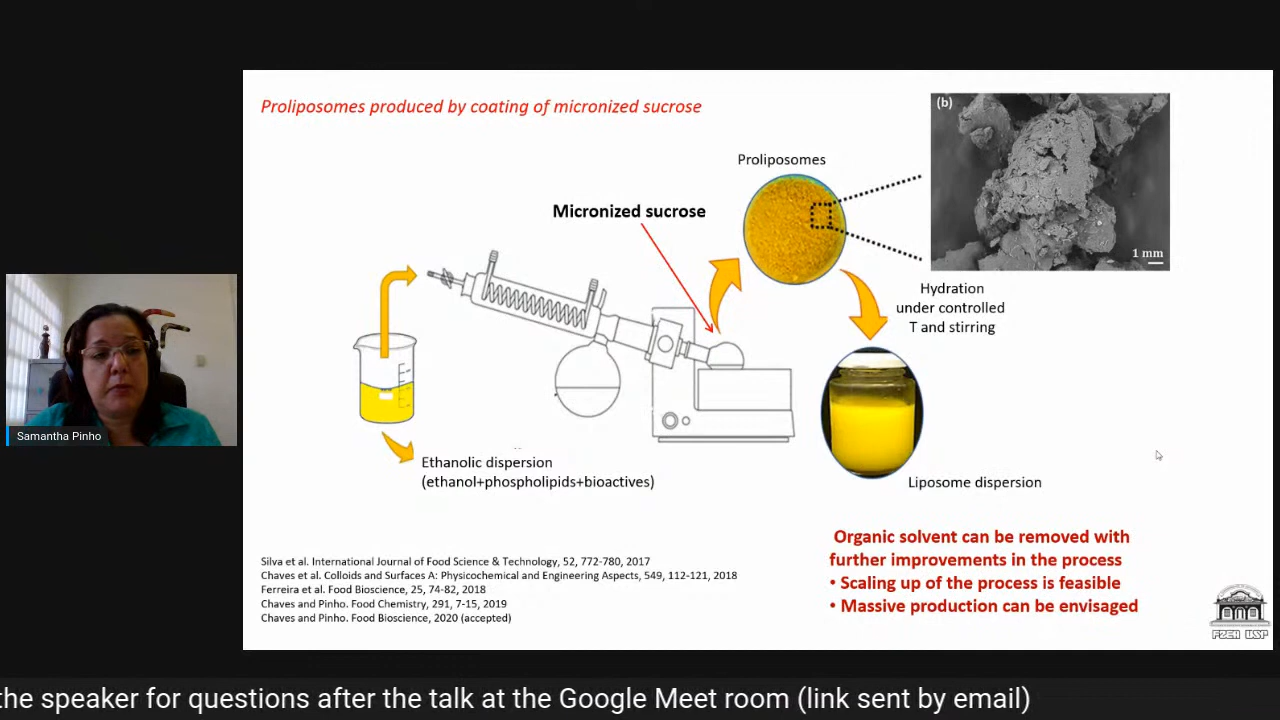 Proliposomes produced by coating of micronized sucrose
(b)
Proliposomes
Micronized sucrose
1 mm
Hydration
under controlled
T and stirring
Samantha Pinho
Ethanolic dispersion
(ethanol+phospholipids+bioactives)
Liposome dispersion
Organic solvent can be removed with
further improvements in the process
• Scaling up of the process is feasible
• Massive production can be envisaged
Silva et al. International Journal of Food Science & Technology, 52, 772-780, 2017
Chaves et al. Colloids and Surfaces A: Physicochemical and Engineering Aspects, 549, 112-121, 2018
Ferreira et al. Food Bioscience, 25, 74-82, 2018
Chaves and Pinho. Food Chemistry, 291, 7-15, 2019
Chaves and Pinho. Food Bioscience, 2020 (accepted)
FZEA USP
the speaker for questions after the talk at the Google Meet room (link sent by email)